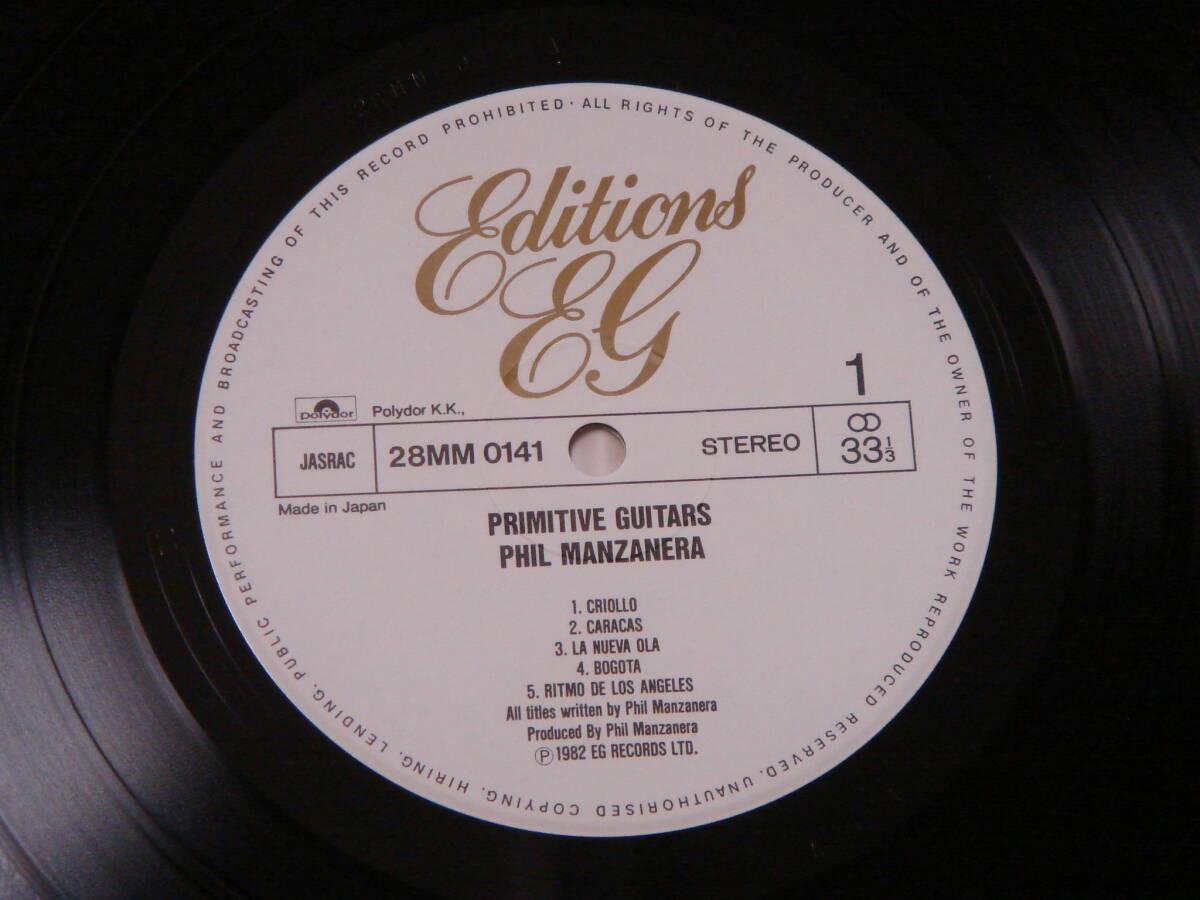 ALL RIGHTS OF THE PRODUCER AND OF THE OWNER OF THE WORK REPRODUCED RESERVED. UNAUTHORISED COPYING, HIRING, LENDING, PUBLIC PERFORMANCE AND BROADCASTING OF THIS RECORD PROHIBITED ·
Editions
EG
1
Polydor
Polydor K.K.,
JASRAC
28MM 0141
STEREO
33⅓
Made in Japan
PRIMITIVE GUITARS
PHIL MANZANERA
1. CRIOLLO
2. CARACAS
3. LA NUEVA OLA
4. BOGOTA
5. RITMO DE LOS ANGELES
All titles written by Phil Manzanera
Produced By Phil Manzanera
Ⓟ1982 EG RECORDS LTD.